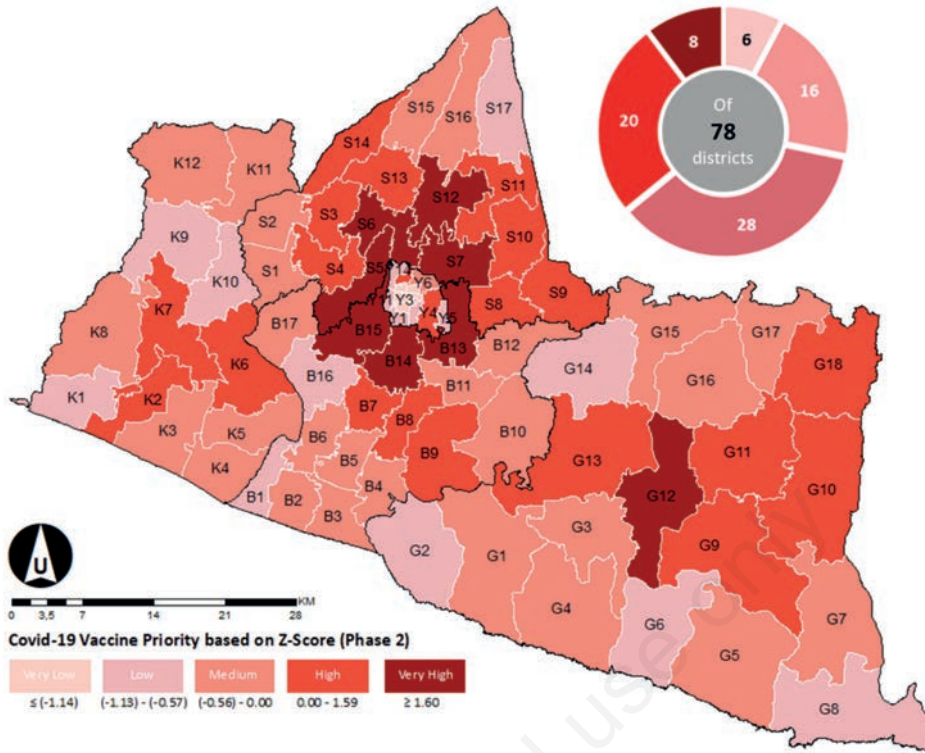 8
6
16
28
20
Of
78
districts
S15
S16
S17
S14
S13
S12
S11
K12
K11
S3
S6
S2
S10
K9
S4
S5
S7
S1
K10
Y6
S9
S8
Y3
K7
Y4
Y5
Y1
B17
B15
B13
K8
B14
B12
G15
G17
G18
K6
B16
B11
G14
G16
K1
K2
B7
B8
B10
K3
K5
B6
B9
G13
G11
B5
K4
B4
G12
G10
B1
B2
B3
G3
G9
G2
G1
G4
G7
G6
G5
G8
U
KM
0 3,5 7 14 21 28
Covid-19 Vaccine Priority based on Z-Score (Phase 2)
Very Low Low Medium High Very High
≤ (-1.14) (-1.13) - (-0.57) (-0.56) - 0.00 0.00 - 1.59 ≥ 1.60
l use only